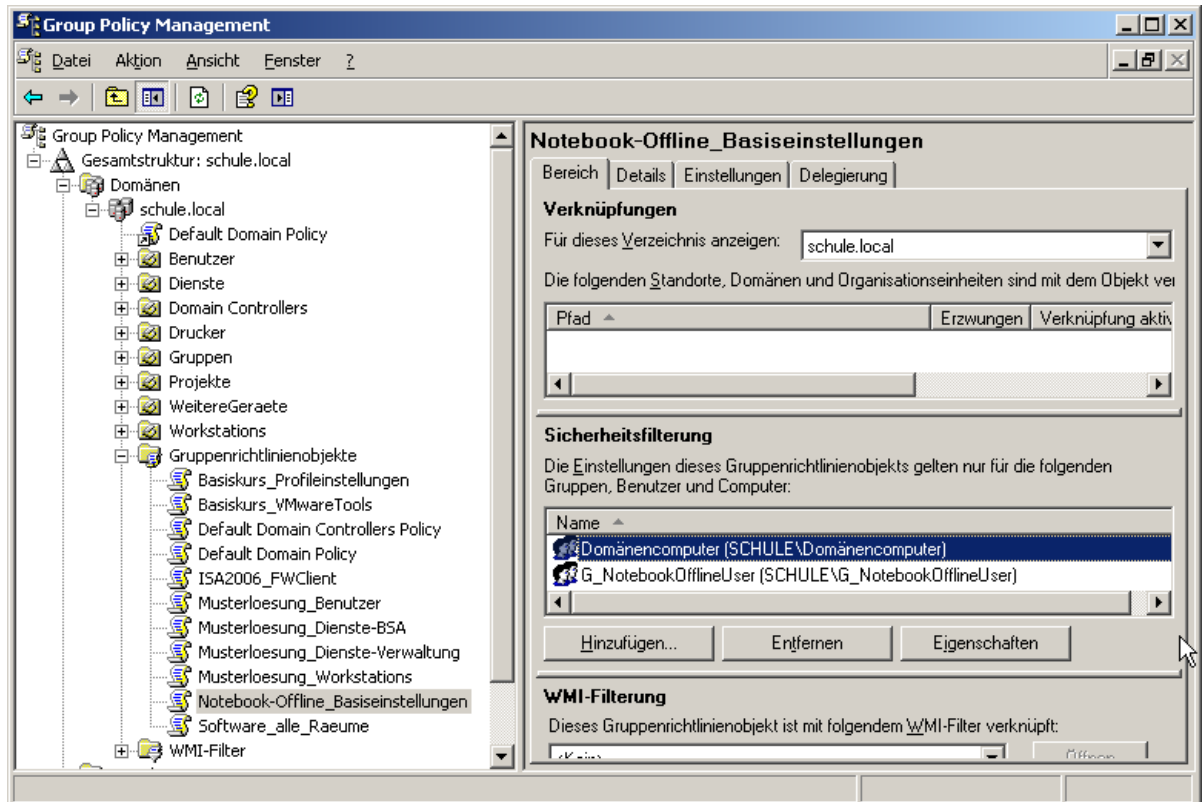 Group Policy Management
Datei Aktion Ansicht Fenster ?
Group Policy Management
Gesamtstruktur: schule.local
Domänen
schule.local
Default Domain Policy
Benutzer
Dienste
Domain Controllers
Drucker
Gruppen
Projekte
WeitereGeraete
Workstations
Gruppenrichtlinienobjekte
Basiskurs_Profileinstellungen
Basiskurs_VMwareTools
Default Domain Controllers Policy
Default Domain Policy
ISA2006_FWClient
Musterloesung_Benutzer
Musterloesung_Dienste-BSA
Musterloesung_Dienste-Verwaltung
Musterloesung_Workstations
Notebook-Offline_Basiseinstellungen
Software_alle_Raeume
WMI-Filter
Notebook-Offline_Basiseinstellungen
Bereich Details Einstellungen Delegierung
Verknüpfungen
Für dieses Verzeichnis anzeigen: schule.local
Die folgenden Standorte, Domänen und Organisationseinheiten sind mit dem Objekt ver
Pfad Erzwungen Verknüpfung aktiv
Sicherheitsfilterung
Die Einstellungen dieses Gruppenrichtlinienobjekts gelten nur für die folgenden
Gruppen, Benutzer und Computer:
Name
Domänencomputer (SCHULE\Domänencomputer)
G_NotebookOfflineUser (SCHULE\G_NotebookOfflineUser)
Hinzufügen... Entfernen Eigenschaften
WMI-Filterung
Dieses Gruppenrichtlinienobjekt ist mit folgendem WMI-Filter verknüpft: